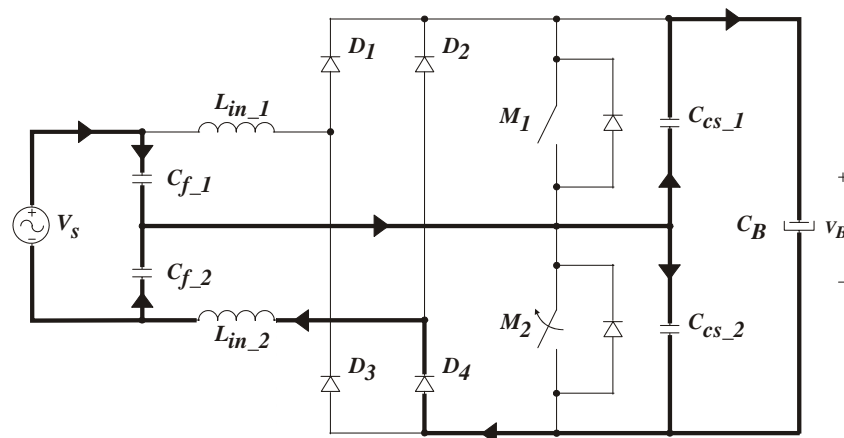 D1
D2
Lin_1
M1
Ccs_1
Cf_1
+
+
Vs
CB
VB
−
Cf_2
−
M2
Ccs_2
Lin_2
D3
D4